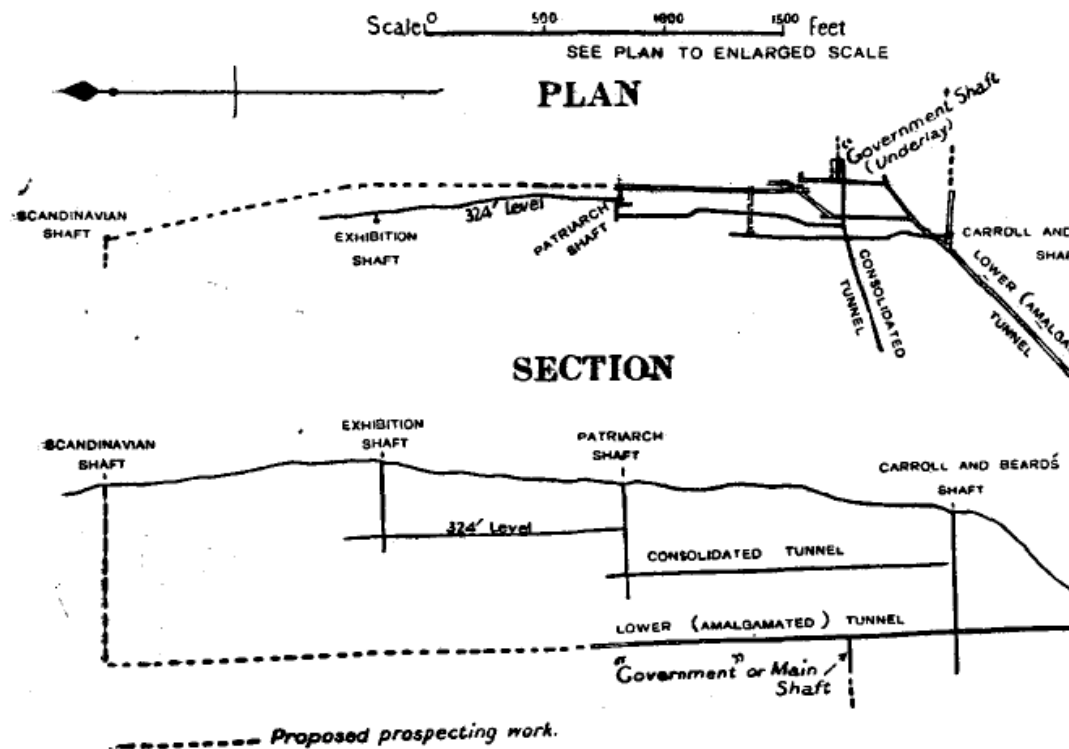 Scale 0 500 1000 1500 Feet
SEE PLAN TO ENLARGED SCALE
PLAN
"Government" Shaft
(Underlay)
SCANDINAVIAN
SHAFT
324' Level
EXHIBITION
SHAFT
PATRIARCH
SHAFT
CONSOLIDATED
TUNNEL
CARROLL AND
SHAF
LOWER (AMALGA
TUNNEL
SECTION
SCANDINAVIAN
SHAFT
EXHIBITION
SHAFT
PATRIARCH
SHAFT
CARROLL AND BEARDS'
SHAFT
324' Level
CONSOLIDATED TUNNEL
LOWER (AMALGAMATED) TUNNEL
"Government" or Main
Shaft
Proposed prospecting work.